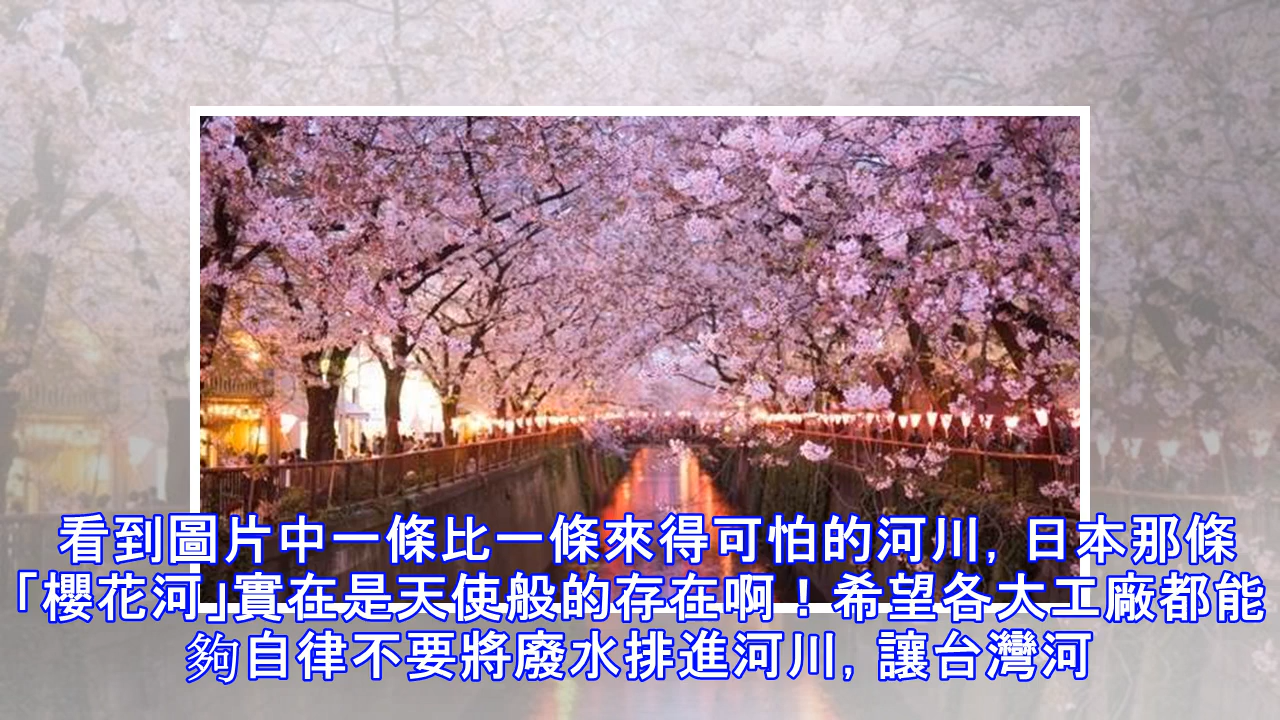 看到圖片中一條比一條來得可怕的河川, 日本那條
「櫻花河」實在是天使般的存在啊！希望各大工廠都能
夠自律不要將廢水排進河川, 讓台灣河